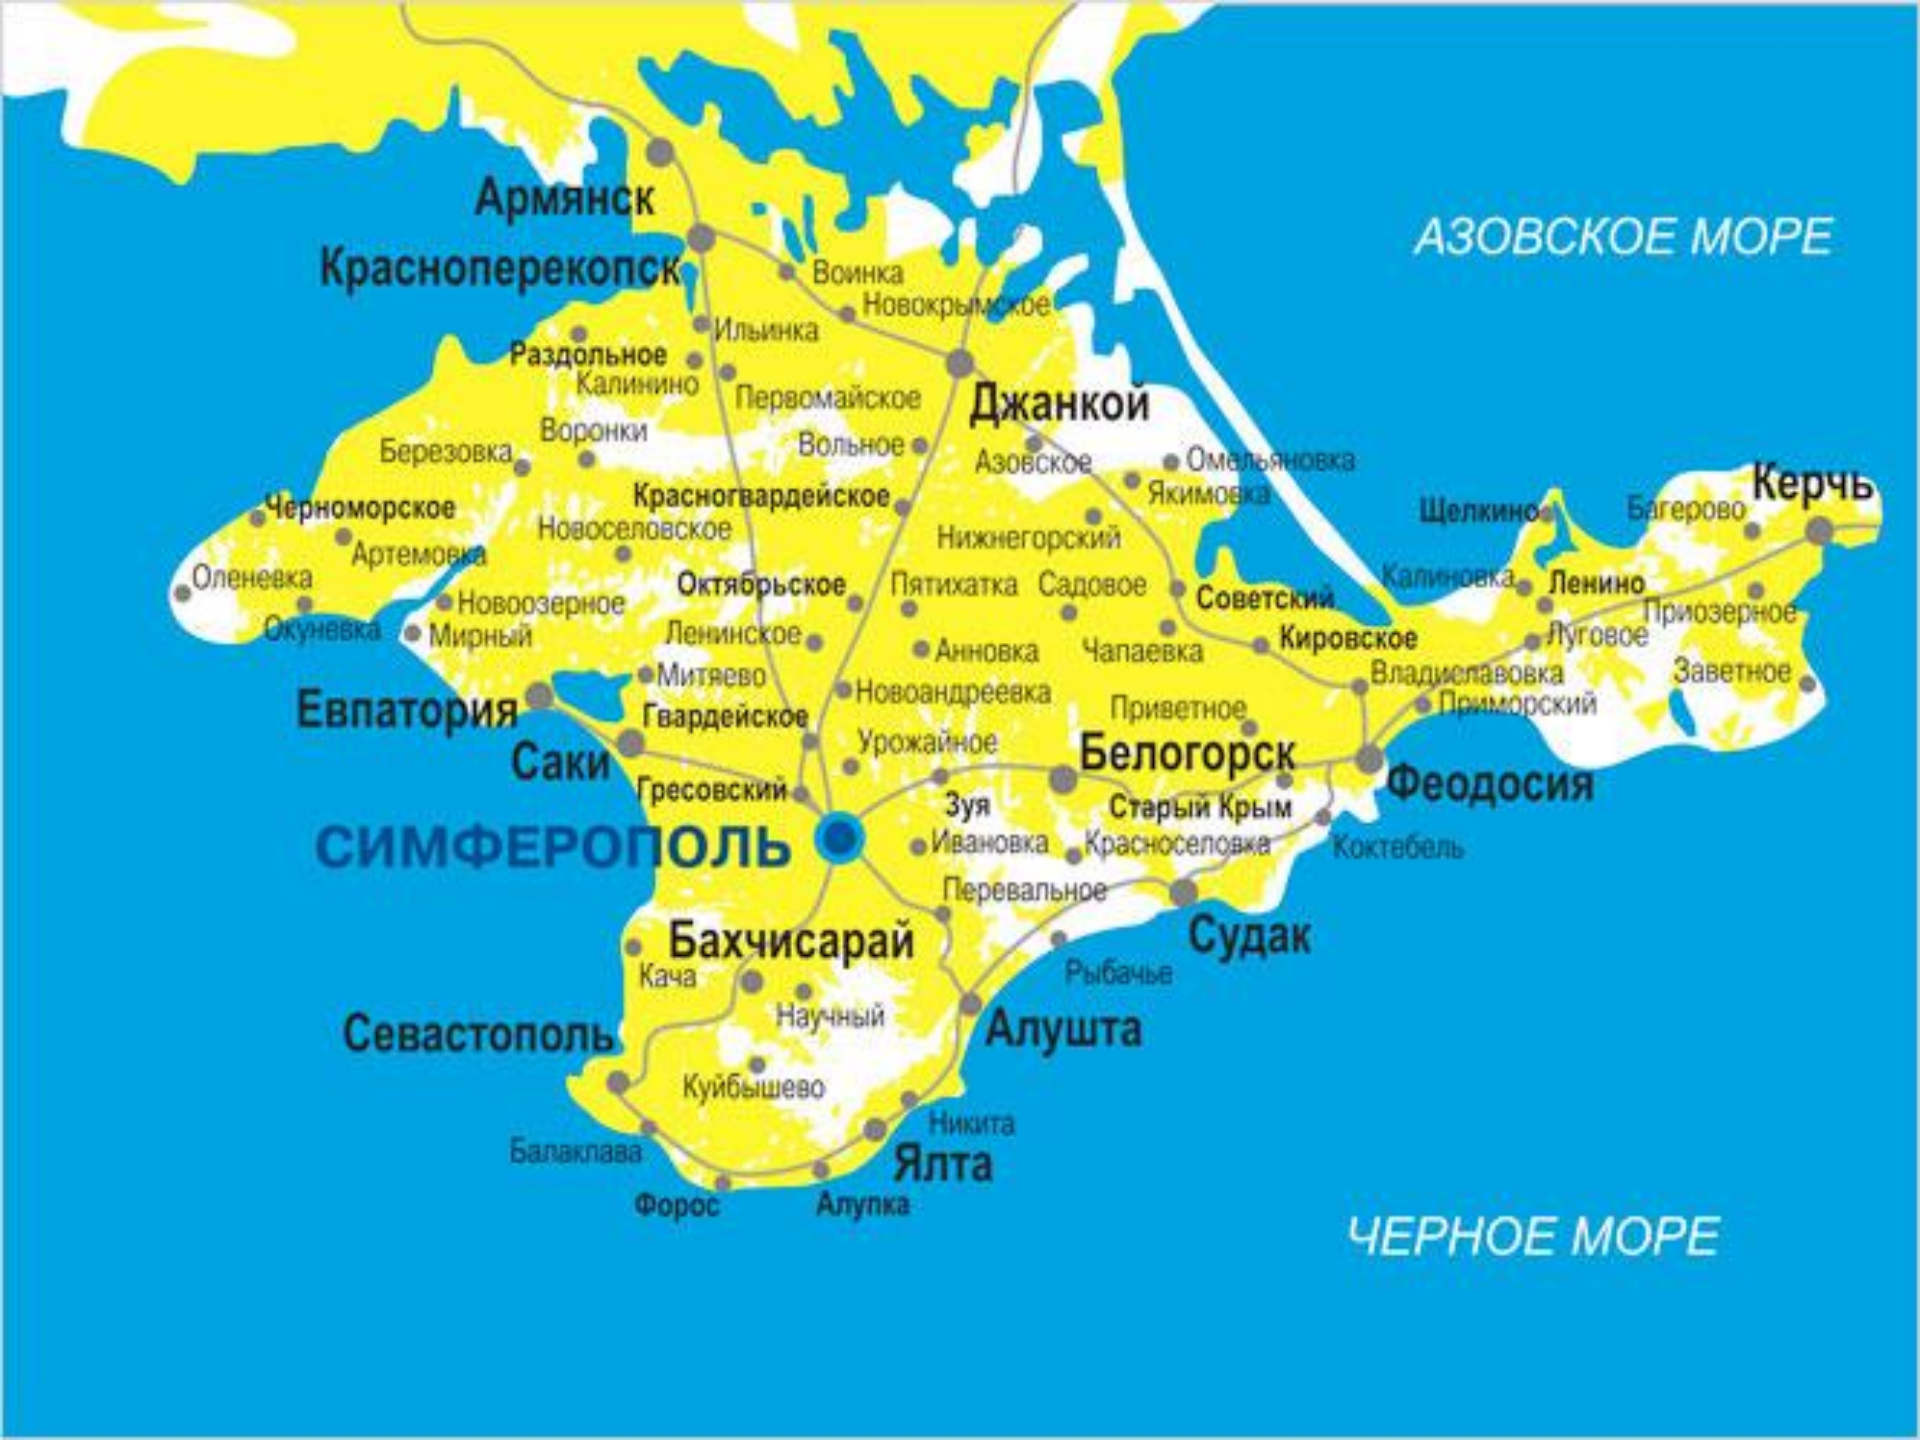 Армянск
АЗОВСКОЕ МОРЕ
Красноперекопск
Воинка
Новокрымское
Ильинка
Раздольное
Калинино
Первомайское
Джанкой
Воронки
Березовка
Вольное
Азовское
Омельяновка
Якимовка
Керчь
Красногвардейское
Черноморское
Щелкино
Багерово
Новоселовское
Нижнегорский
Артемовка
Оленевка
Октябрьское
Пятихатка
Садовое
Советский
Калиновка
Ленино
Новоозерное
Приозерное
Окуневка
Мирный
Ленинское
Анновка
Чапаевка
Кировское
Луговое
Митяево
Владиславовка
Заветное
Новоандреевка
Евпатория
Гвардейское
Приветное
Приморский
Урожайное
Белогорск
Саки
Гресовский
Феодосия
Зуя
Старый Крым
СИМФЕРОПОЛЬ
Ивановка
Красноселовка
Коктебель
Перевальное
Бахчисарай
Судак
Кача
Рыбачье
Научный
Севастополь
Алушта
Куйбышево
Никита
Балаклава
Ялта
Форос
Алупка
ЧЕРНОЕ МОРЕ